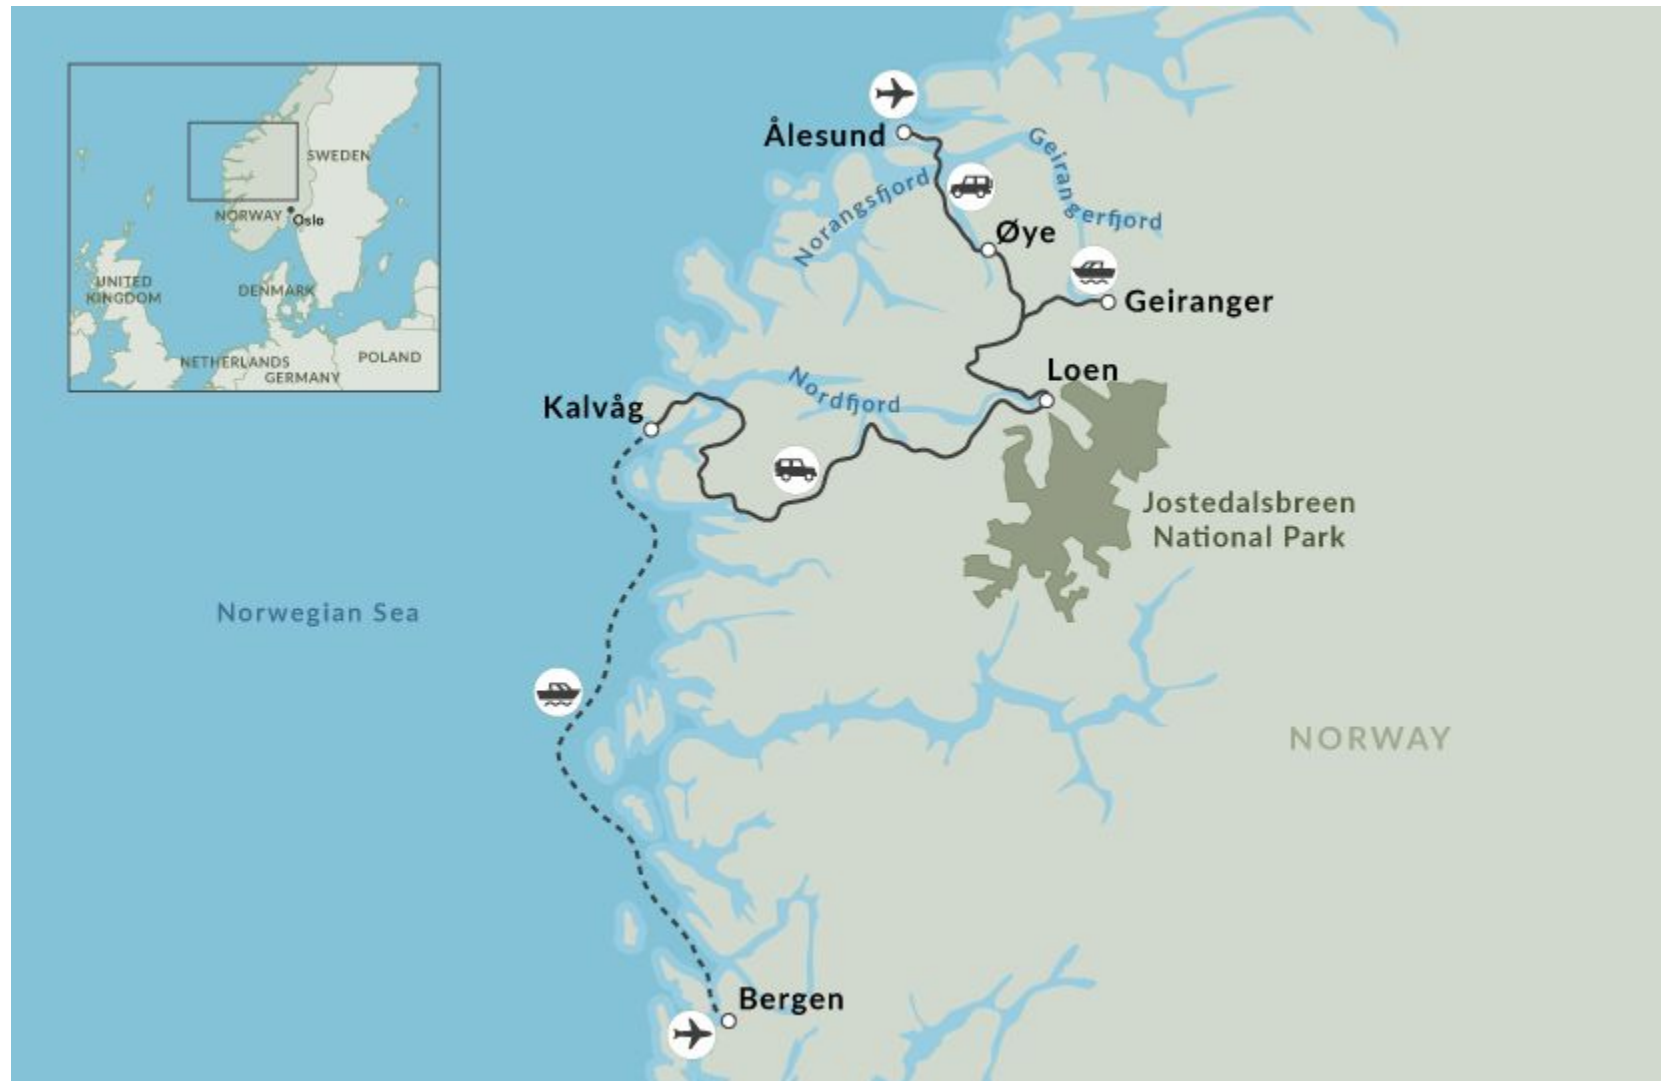 SWEDEN
NORWAY
Oslo
UNITED
KINGDOM
DENMARK
NETHERLANDS
GERMANY
POLAND
Ålesund
Geirangerfjord
Norangsfjord
Øye
Geiranger
Loen
Nordfjord
Kalvåg
Jostedalsbreen
National Park
Norwegian Sea
NORWAY
Bergen